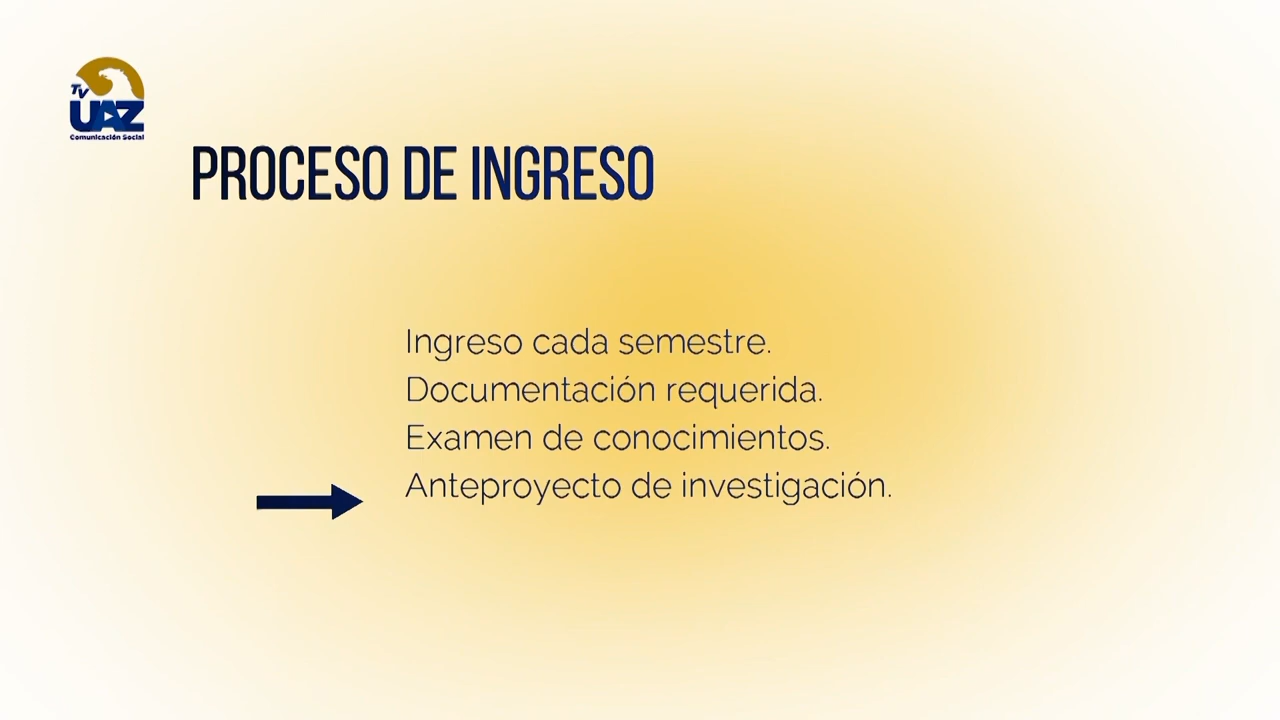 Tv
UAZ
Comunicación Social
PROCESO DE INGRESO
Ingreso cada semestre.
Documentación requerida.
Examen de conocimientos.
Anteproyecto de investigación.